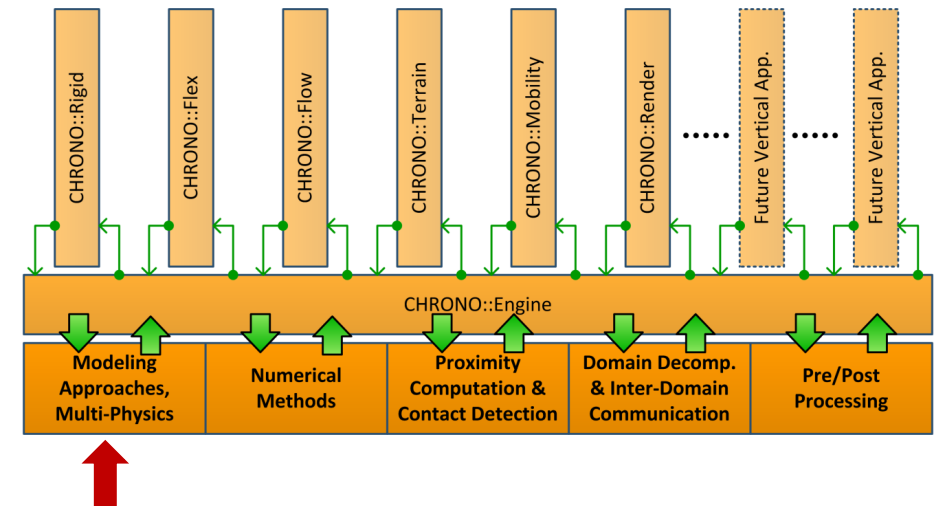 CHRONO::Rigid
CHRONO::Flex
CHRONO::Flow
CHRONO::Terrain
CHRONO::Mobility
CHRONO::Render
Future Vertical App.
Future Vertical App.
CHRONO::Engine
Modeling
Approaches,
Multi-Physics
Numerical
Methods
Proximity
Computation &
Contact Detection
Domain Decomp.
& Inter-Domain
Communication
Pre/Post
Processing